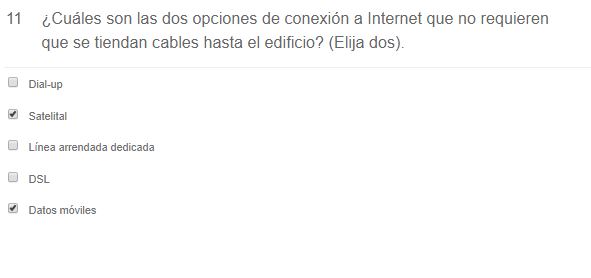 11 ¿Cuáles son las dos opciones de conexión a Internet que no requieren
que se tiendan cables hasta el edificio? (Elija dos).
Dial-up
Satelital
Línea arrendada dedicada
DSL
Datos móviles